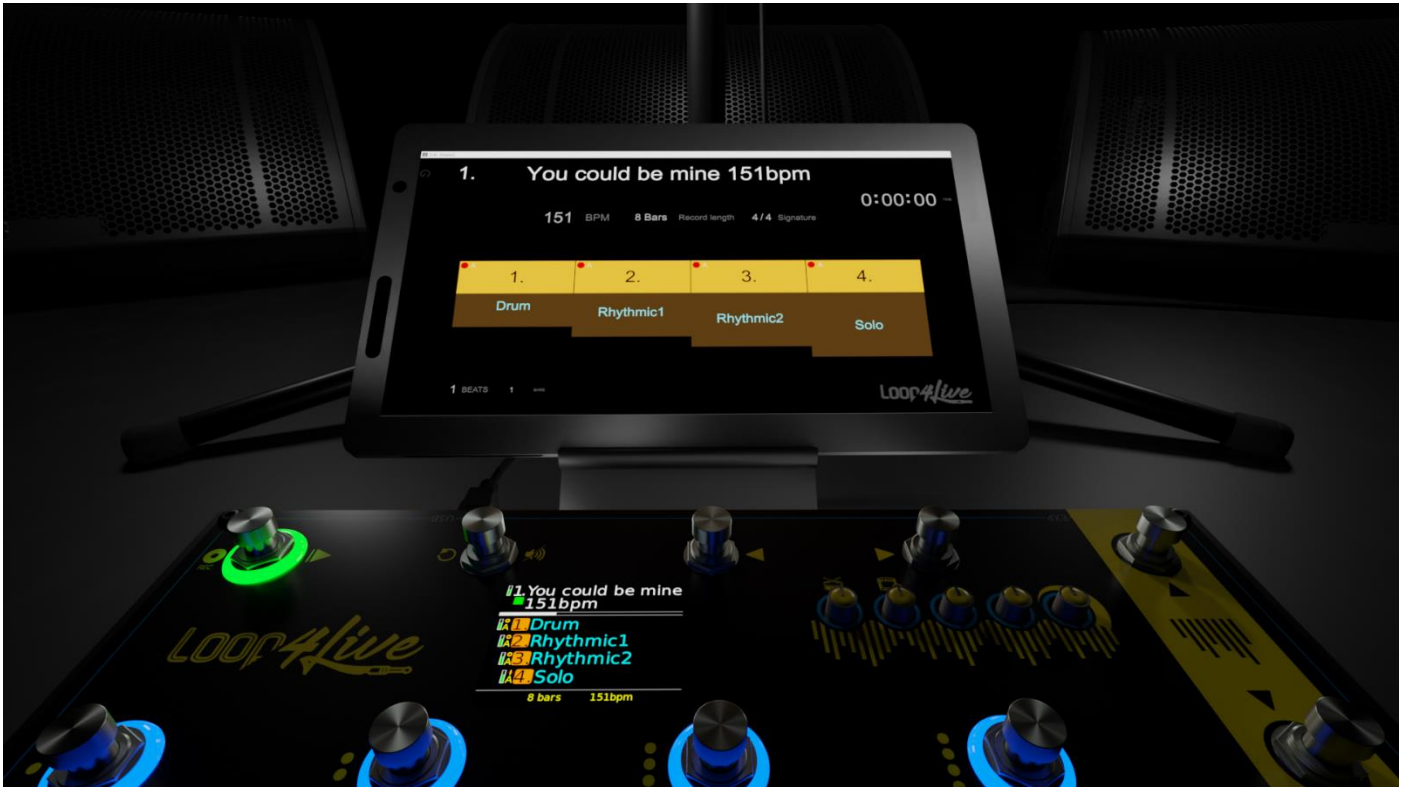 1. You could be mine 151bpm
0:00:00
151 BPM 8 Bars Record length 4/4 Signature
1. 2. 3. 4.
Drum Rhythmic1 Rhythmic2 Solo
1 BEATS 1
Loop4Live
REC
1.You could be mine
151bpm
1.Drum
2.Rhythmic1
3.Rhythmic2
4.Solo
8 bars 151bpm
Loop4Live